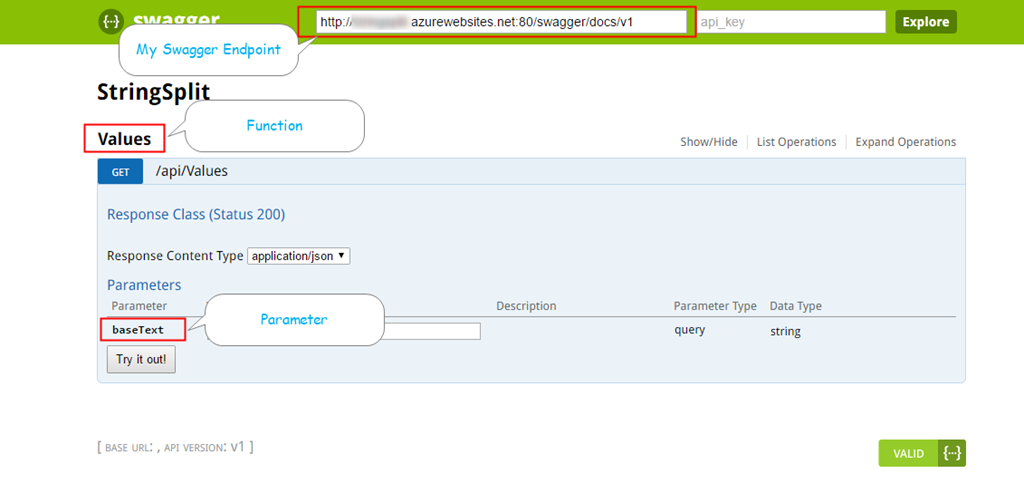 swagger
http:// .azurewebsites.net:80/swagger/docs/v1
api_key
Explore
My Swagger Endpoint
StringSplit
Function
Values
Show/Hide
List Operations
Expand Operations
GET
/api/Values
Response Class (Status 200)
Response Content Type application/json
Parameters
Parameter
Description
Parameter Type
Data Type
Parameter
baseText
query
string
Try it out!
[ BASE URL: , API VERSION: V1 ]
VALID {...}